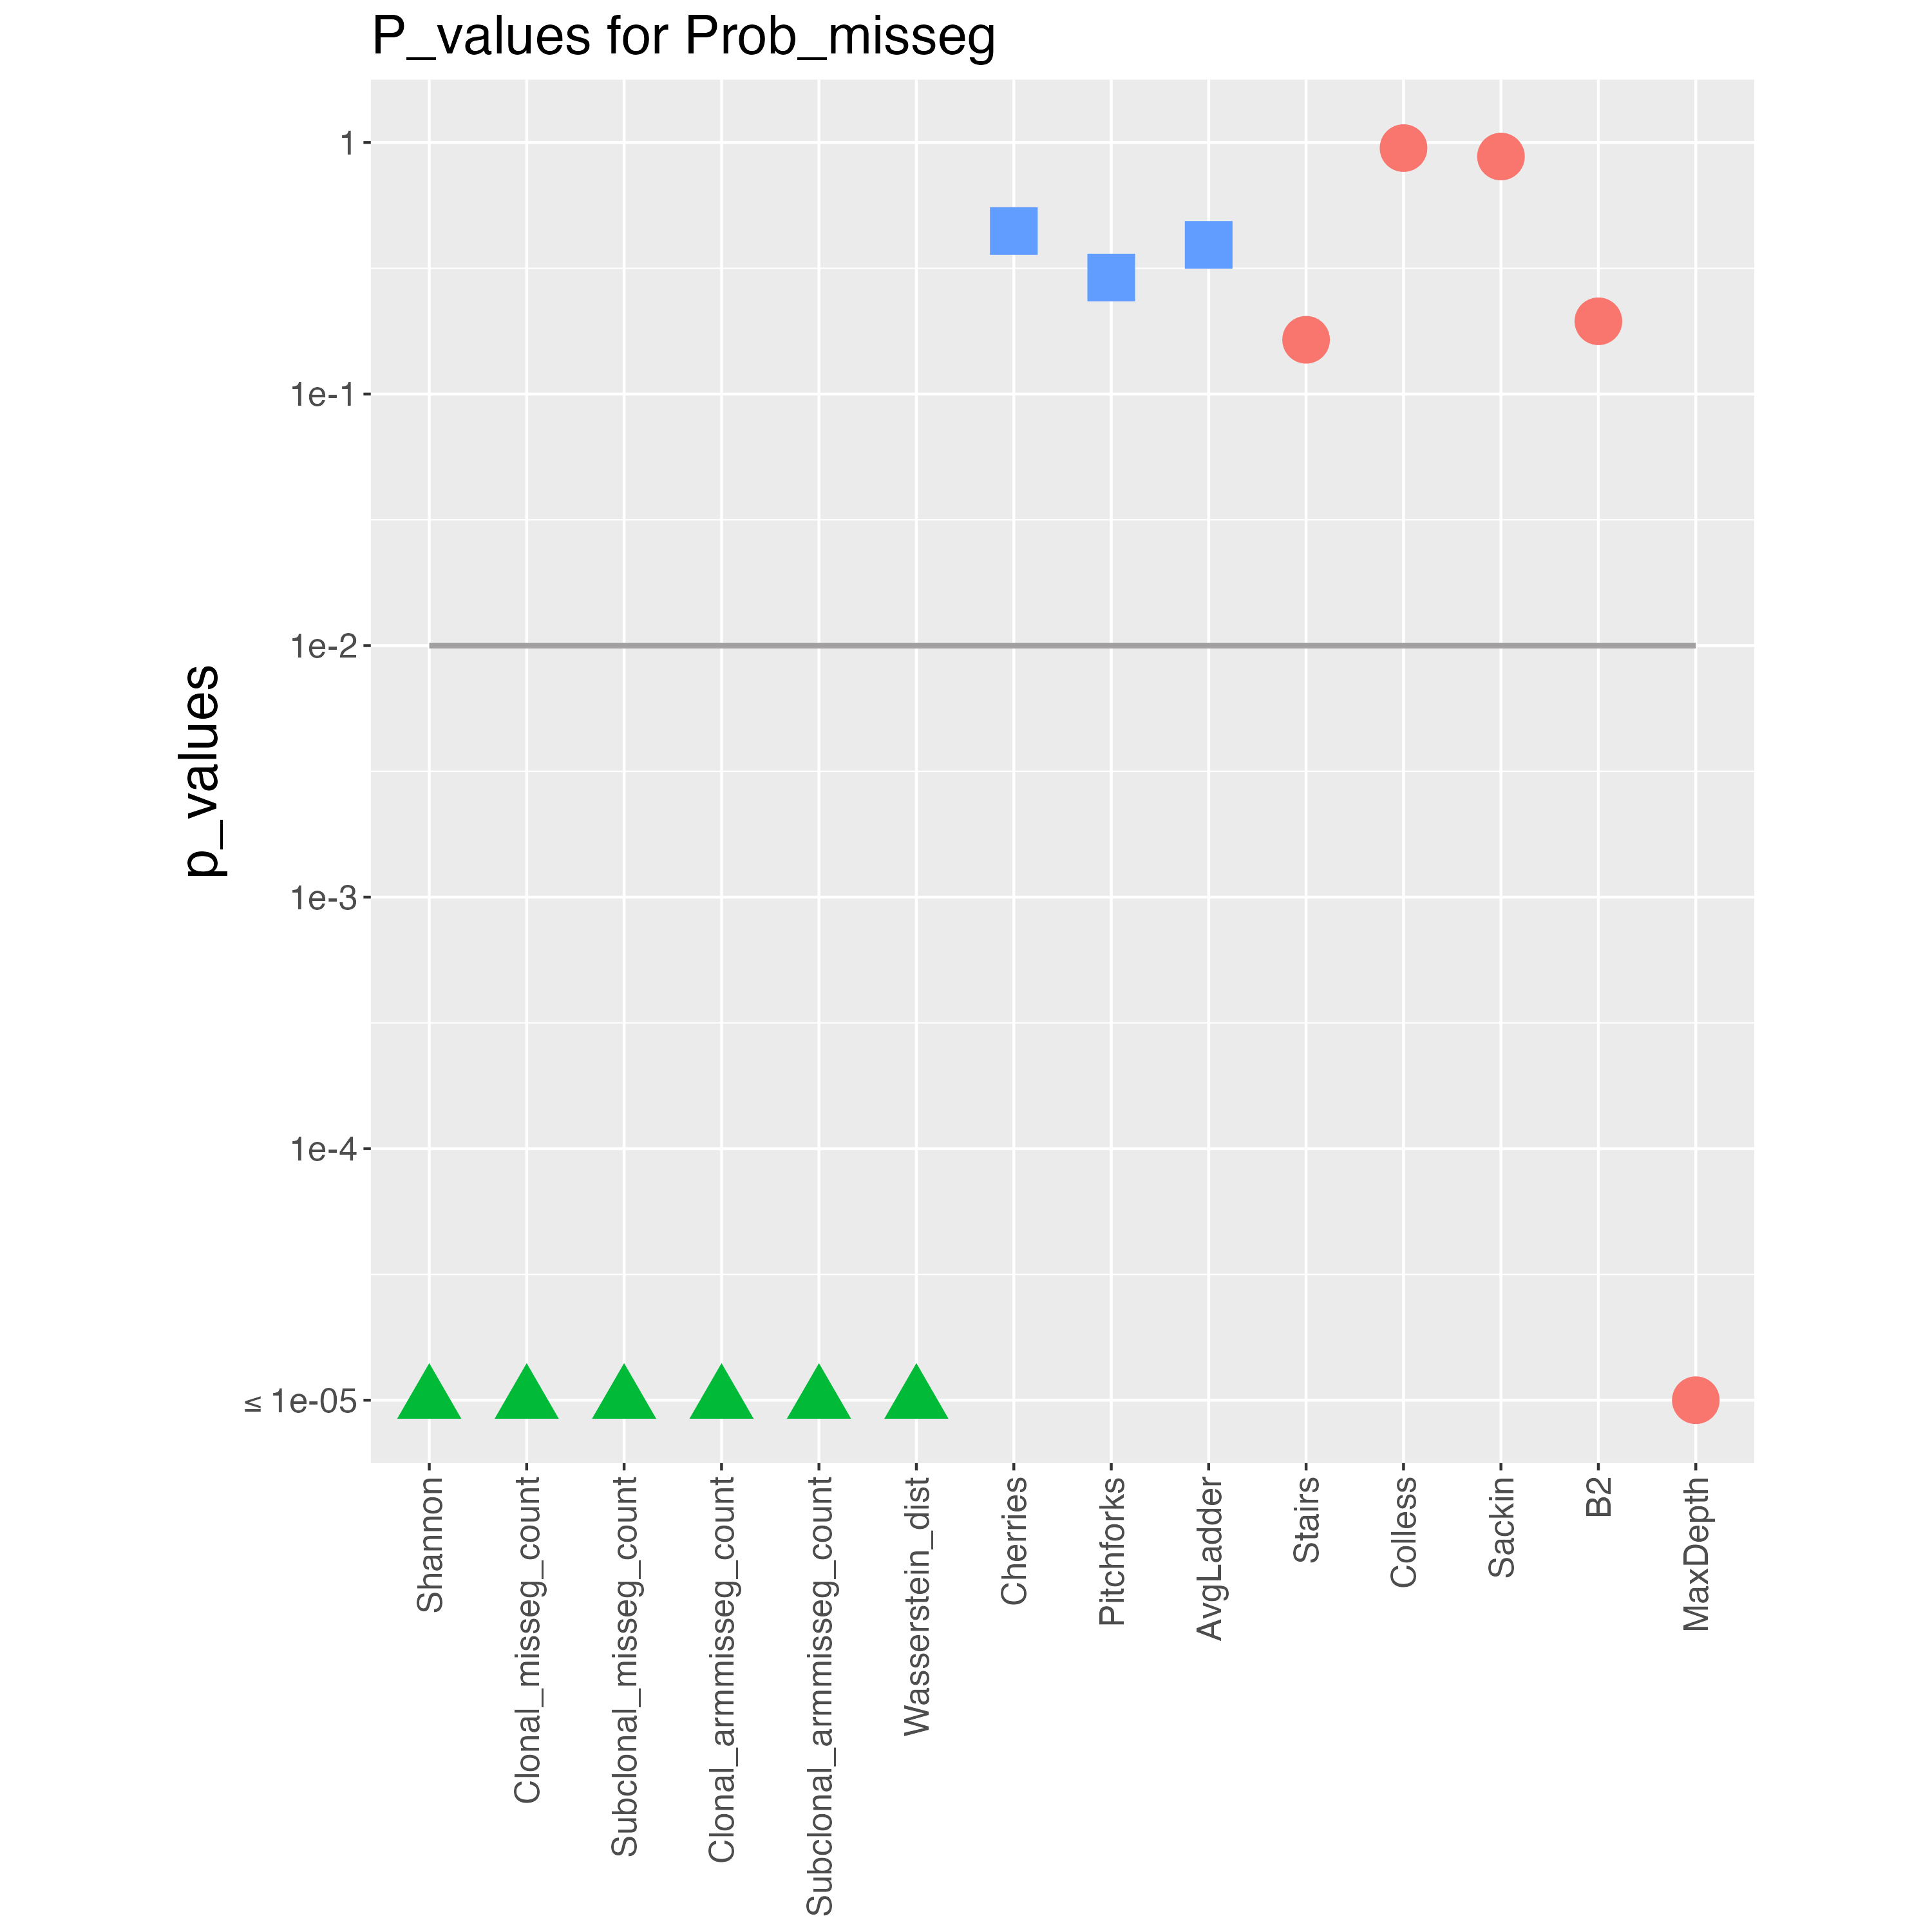 P_values for Prob_misseg
p_values
1
1e-1
1e-2
1e-3
1e-4
≤ 1e-05
Shannon
Clonal_misseg_count
Subclonal_misseg_count
Clonal_armmisseg_count
Subclonal_armmisseg_count
Wasserstein_dist
Cherries
Pitchforks
AvgLadder
Stairs
Colless
Sackin
B2
MaxDepth